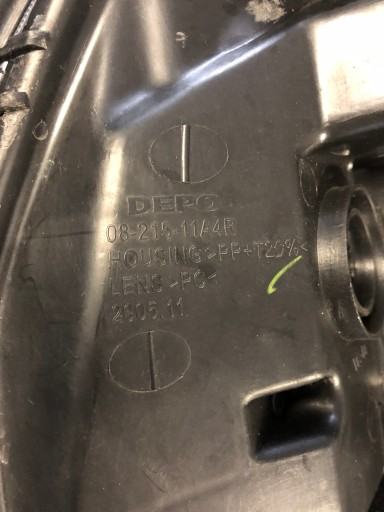 DEPO
08-215-11A4R
HOUSING>PP+T20%<
LENS >PC<
2005.11